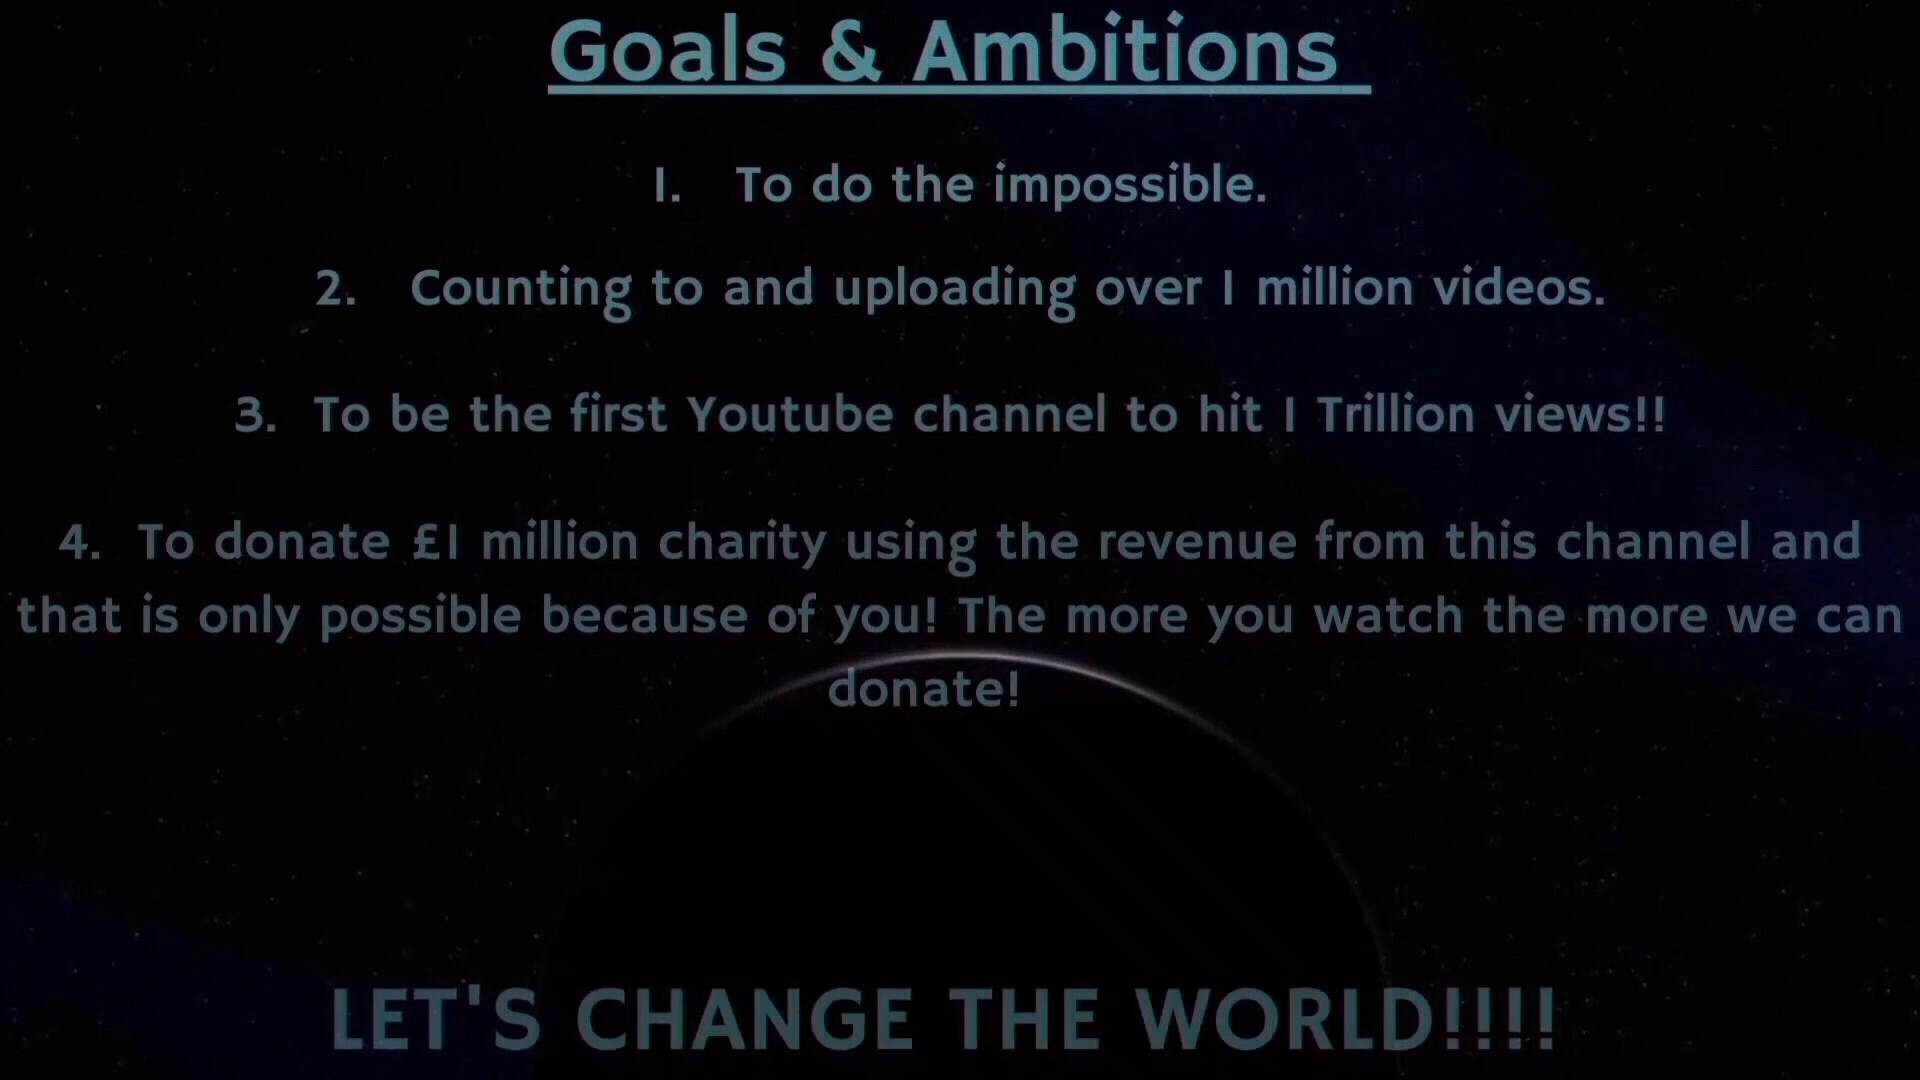 Goals & Ambitions
1. To do the impossible.
2. Counting to and uploading over 1 million videos.
3. To be the first Youtube channel to hit 1 Trillion views!!
4. To donate £1 million charity using the revenue from this channel and
that is only possible because of you! The more you watch the more we can
donate!
LET'S CHANGE THE WORLD!!!!